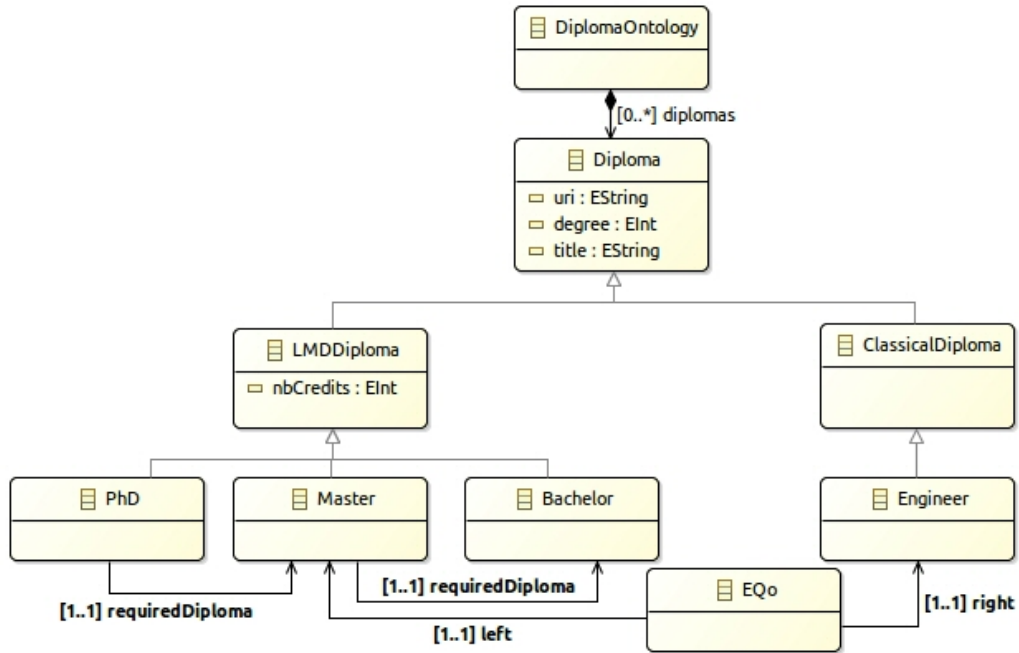 DiplomaOntology
[0..*] diplomas
Diploma
uri : EString
degree : EInt
title : EString
LMDDiploma
nbCredits : EInt
ClassicalDiploma
PhD
Master
Bachelor
Engineer
[1..1] requiredDiploma
[1..1] requiredDiploma
EQo
[1..1] right
[1..1] left